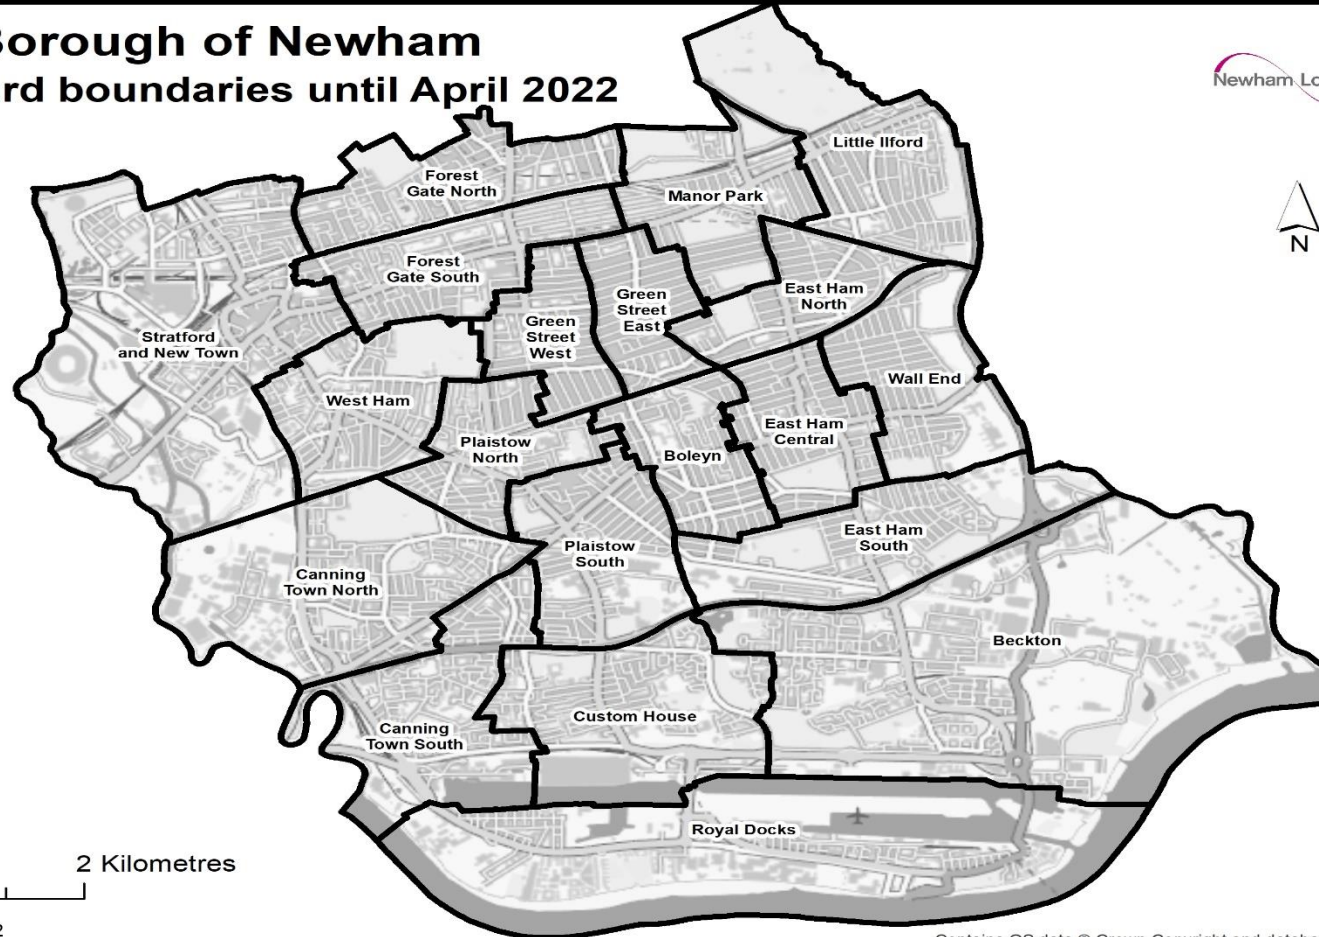 Borough of Newham
rd boundaries until April 2022
Newham Lo
N
Little Ilford
Forest
Gate North
Manor Park
Forest
Gate South
East Ham
North
Green
Street
East
Green
Street
West
Stratford
and New Town
Wall End
West Ham
East Ham
Central
Plaistow
North
Boleyn
East Ham
South
Plaistow
South
Canning
Town North
Beckton
Custom House
Canning
Town South
Royal Docks
2 Kilometres
2